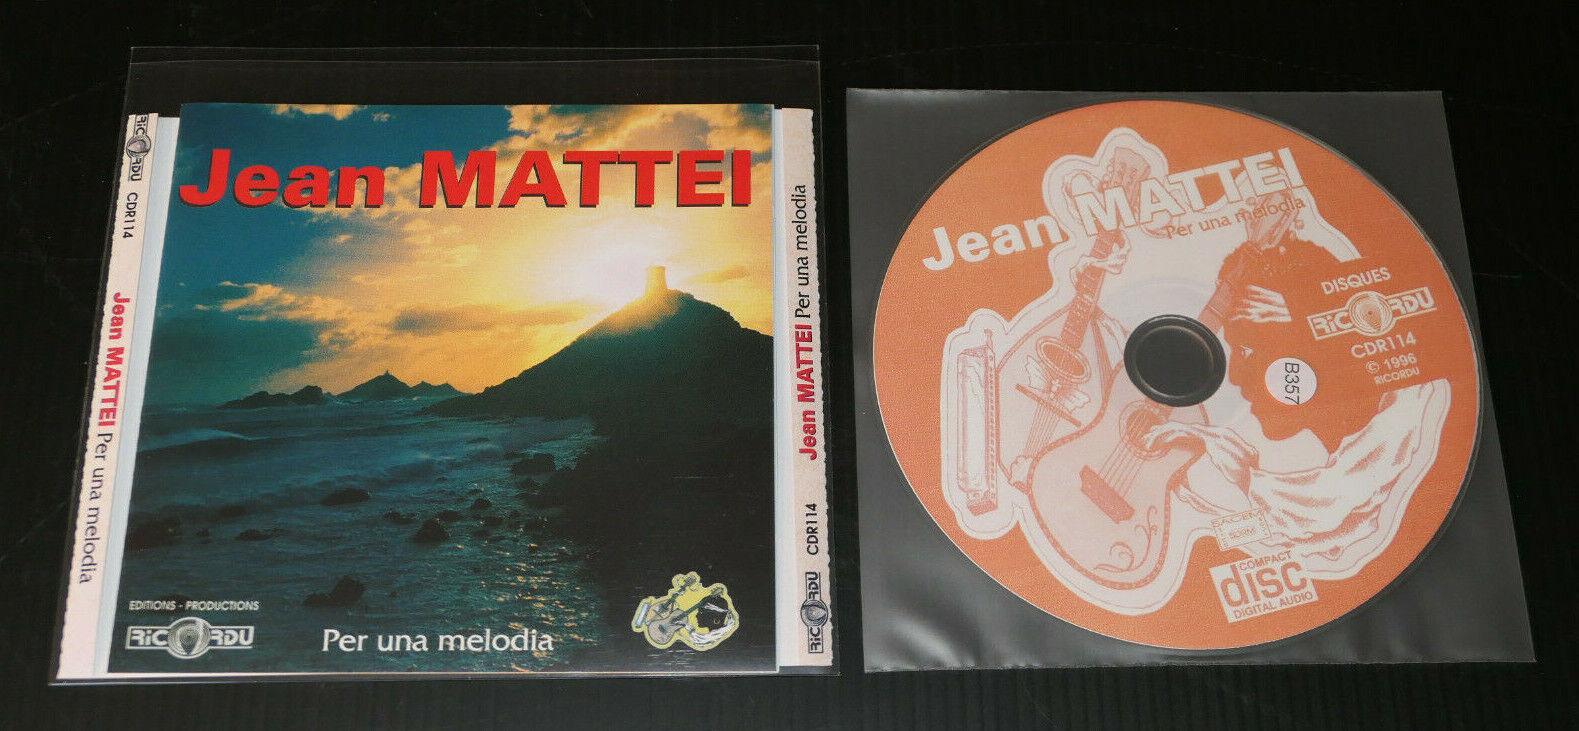 RiCORDU
CDR114
Jean MATTEI Per una melodia
Jean MATTEI
EDITIONS - PRODUCTIONS
RiCORDU
Per una melodia
Jean MATTEI Per una melodia
CDR114
RiCORDU
Jean MATTEI
Per una melodia
DISQUES
RiCORDU
CDR114
© 1996
RICORDU
B357
SACEM
SDRM
COMPACT
disc
DIGITAL AUDIO